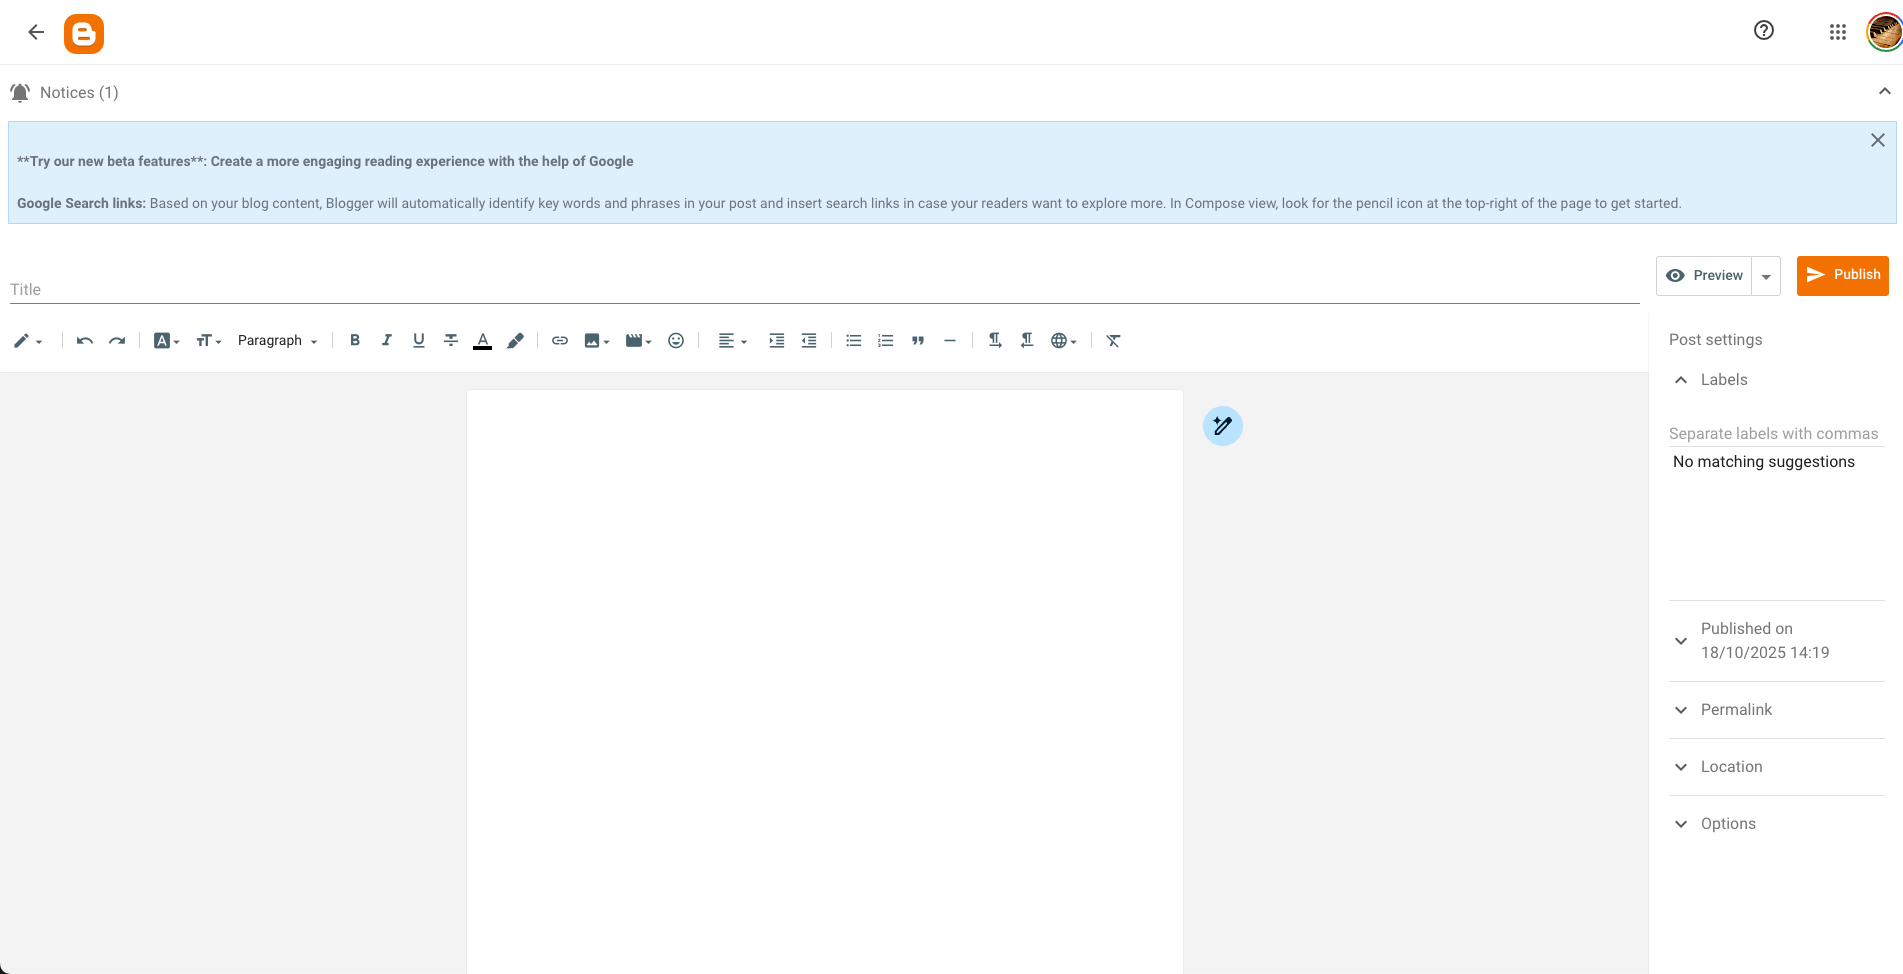 Notices (1)
**Try our new beta features**: Create a more engaging reading experience with the help of Google
Google Search links: Based on your blog content, Blogger will automatically identify key words and phrases in your post and insert search links in case your readers want to explore more. In Compose view, look for the pencil icon at the top-right of the page to get started.
Title
Preview
Publish
Paragraph
Post settings
Labels
Separate labels with commas
No matching suggestions
Published on
18/10/2025 14:19
Permalink
Location
Options